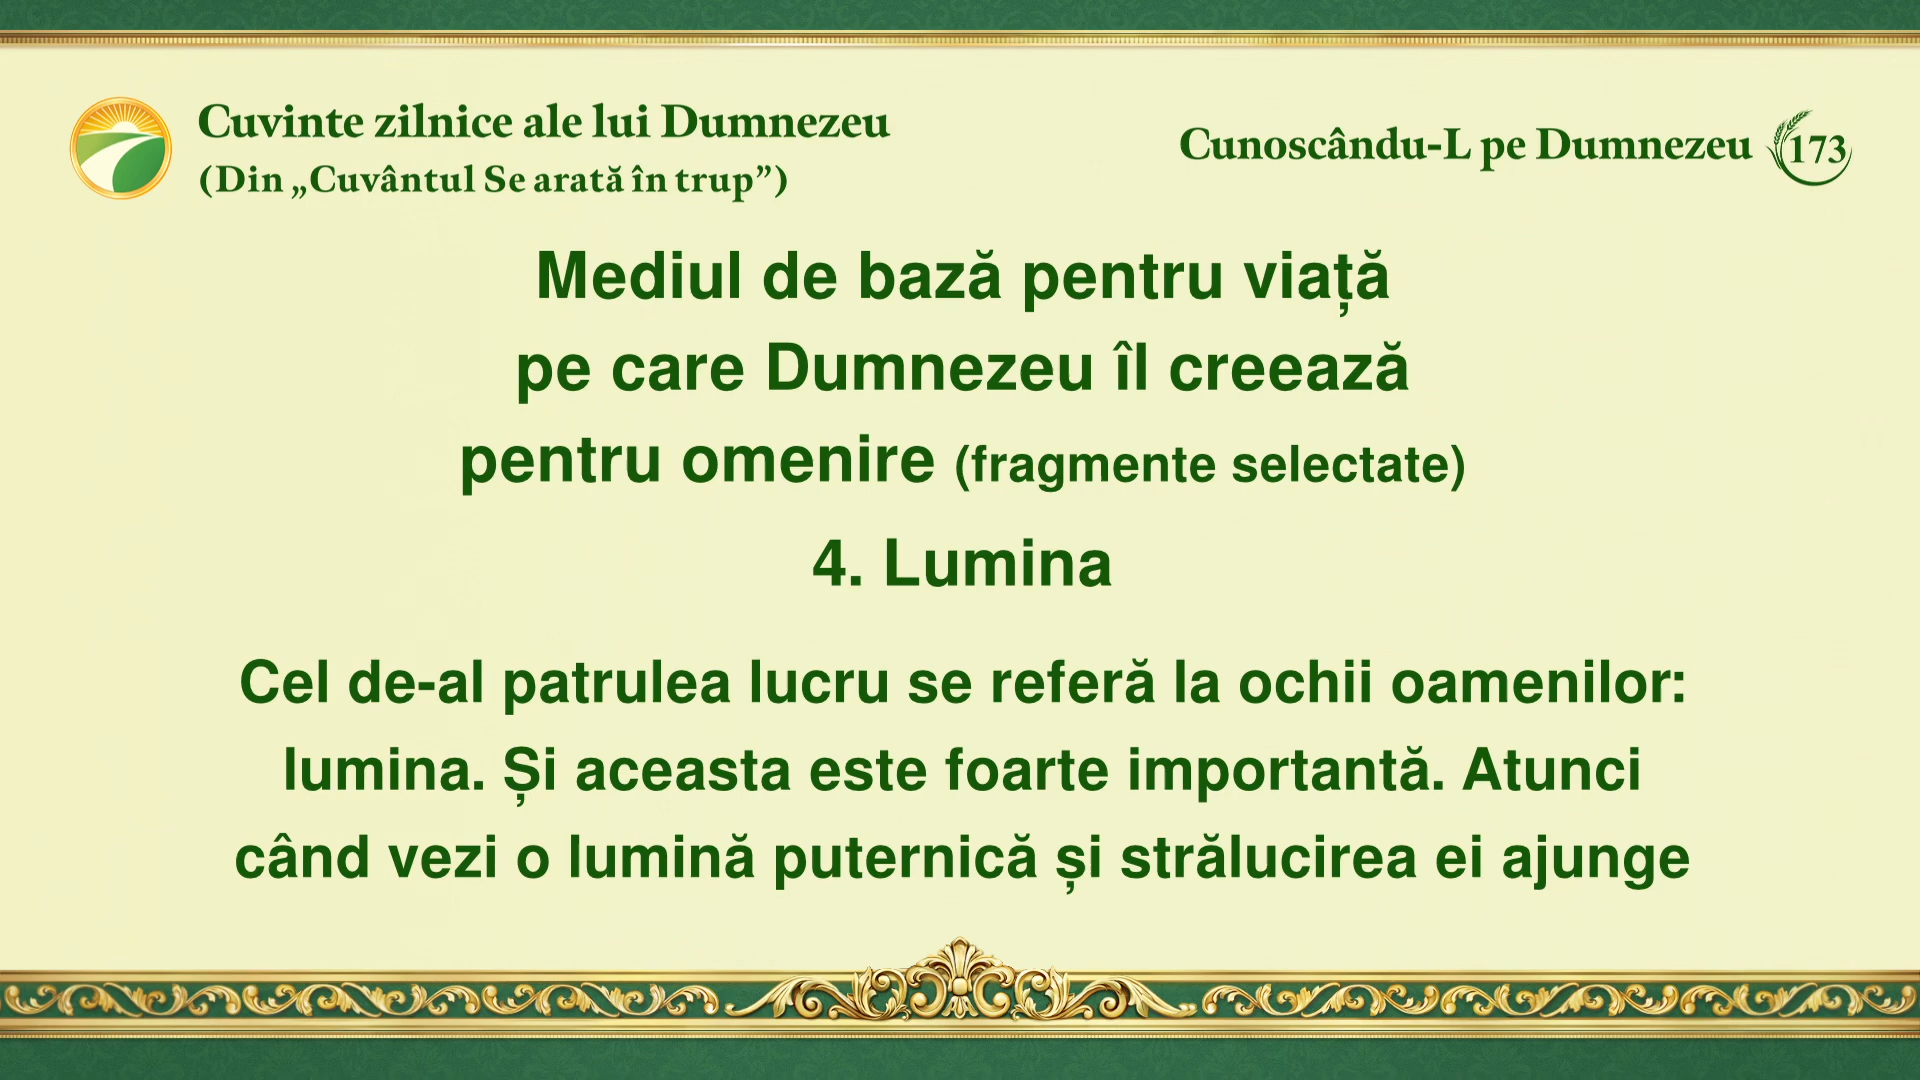 Cuvinte zilnice ale lui Dumnezeu
(Din „Cuvântul Se arată în trup”)
Cunoscându-L pe Dumnezeu 173
Mediul de bază pentru viață
pe care Dumnezeu îl creează
pentru omenire (fragmente selectate)
4. Lumina
Cel de-al patrulea lucru se referă la ochii oamenilor:
lumina. Și aceasta este foarte importantă. Atunci
când vezi o lumină puternică și strălucirea ei ajunge